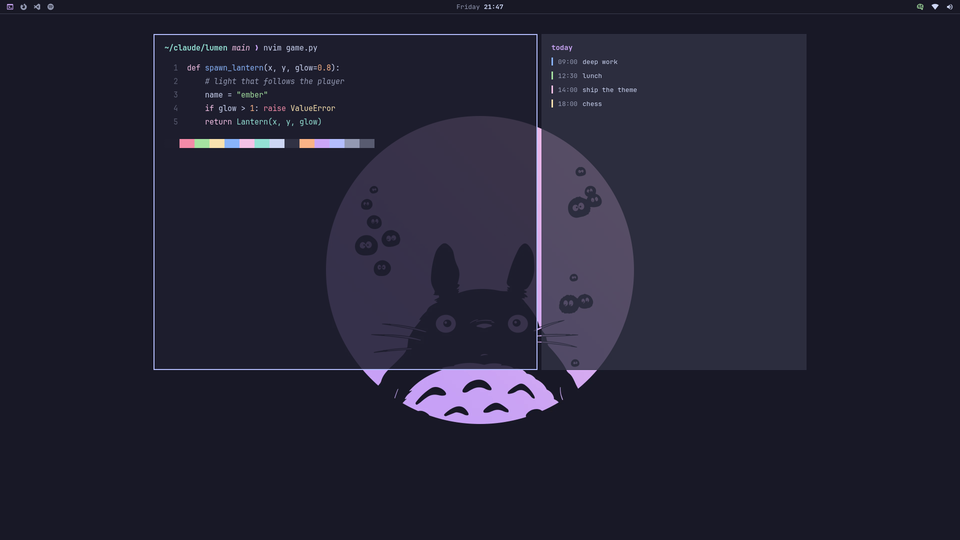 Friday 21:47
~/claude/lumen main ❯ nvim game.py
1 def spawn_lantern(x, y, glow=0.8):
2 # light that follows the player
3 name = "ember"
4 if glow > 1: raise ValueError
5 return Lantern(x, y, glow)
today
09:00 deep work
12:30 lunch
14:00 ship the theme
18:00 chess